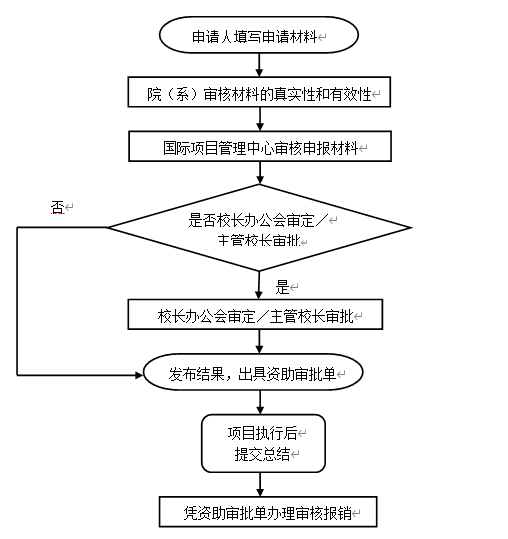 申请人填写申请材料
院（系）审核材料的真实性和有效性
国际项目管理中心审核申报材料
是否校长办公会审定／
主管校长审批
否
是
校长办公会审定／主管校长审批
发布结果，出具资助审批单
项目执行后
提交总结
凭资助审批单办理审核报销